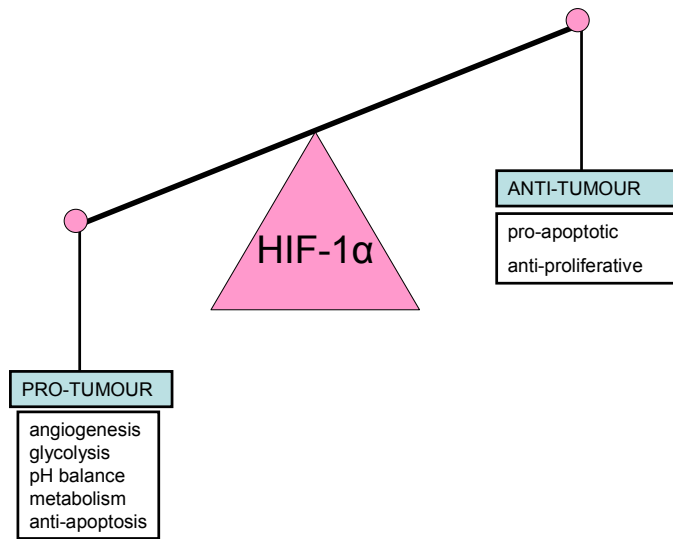 ANTI-TUMOUR
pro-apoptotic
anti-proliferative
HIF-1α
PRO-TUMOUR
angiogenesis
glycolysis
pH balance
metabolism
anti-apoptosis